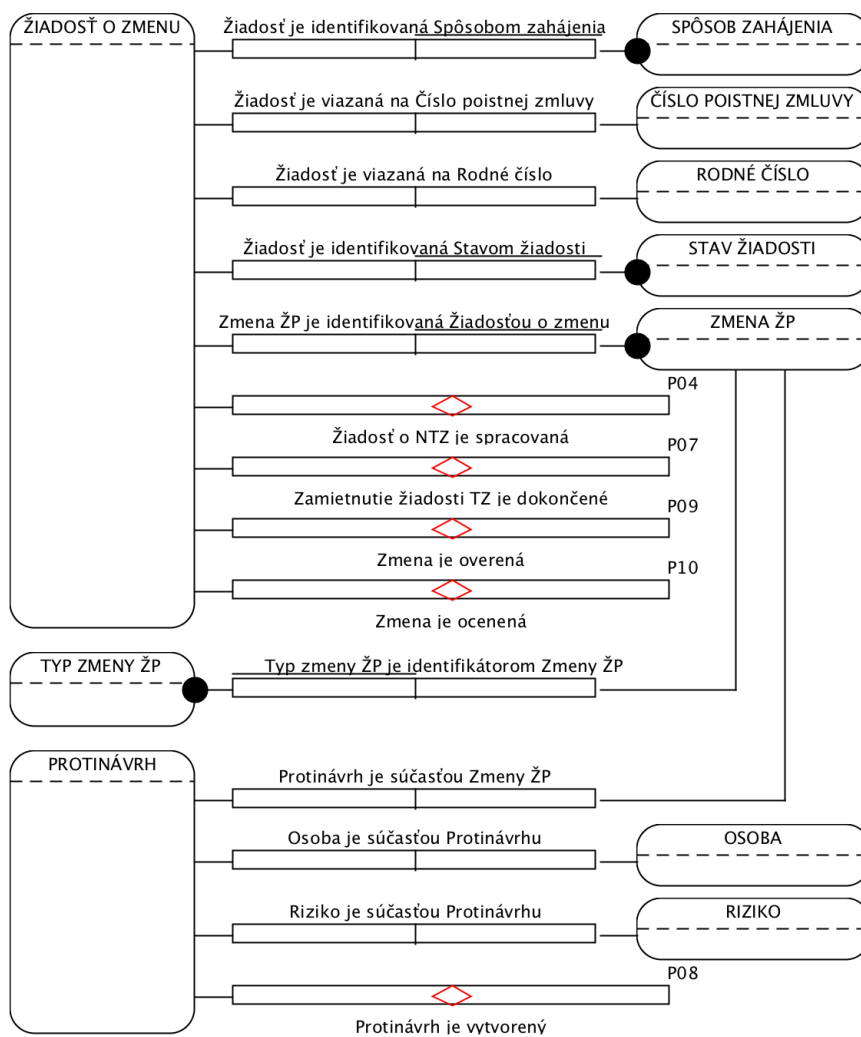 ŽIADOSŤ O ZMENU
Žiadosť je identifikovaná Spôsobom zahájenia
SPÔSOB ZAHÁJENIA
Žiadosť je viazaná na Číslo poistnej zmluvy
ČÍSLO POISTNEJ ZMLUVY
Žiadosť je viazaná na Rodné číslo
RODNÉ ČÍSLO
Žiadosť je identifikovaná Stavom žiadosti
STAV ŽIADOSTI
Zmena ŽP je identifikovaná Žiadosťou o zmenu
ZMENA ŽP
P04
Žiadosť o NTZ je spracovaná
P07
Zamietnutie žiadosti TZ je dokončené
P09
Zmena je overená
P10
Zmena je ocenená
TYP ZMENY ŽP
Typ zmeny ŽP je identifikátorom Zmeny ŽP
PROTINÁVRH
Protinávrh je súčasťou Zmeny ŽP
Osoba je súčasťou Protinávrhu
OSOBA
Riziko je súčasťou Protinávrhu
RIZIKO
P08
Protinávrh je vytvorený